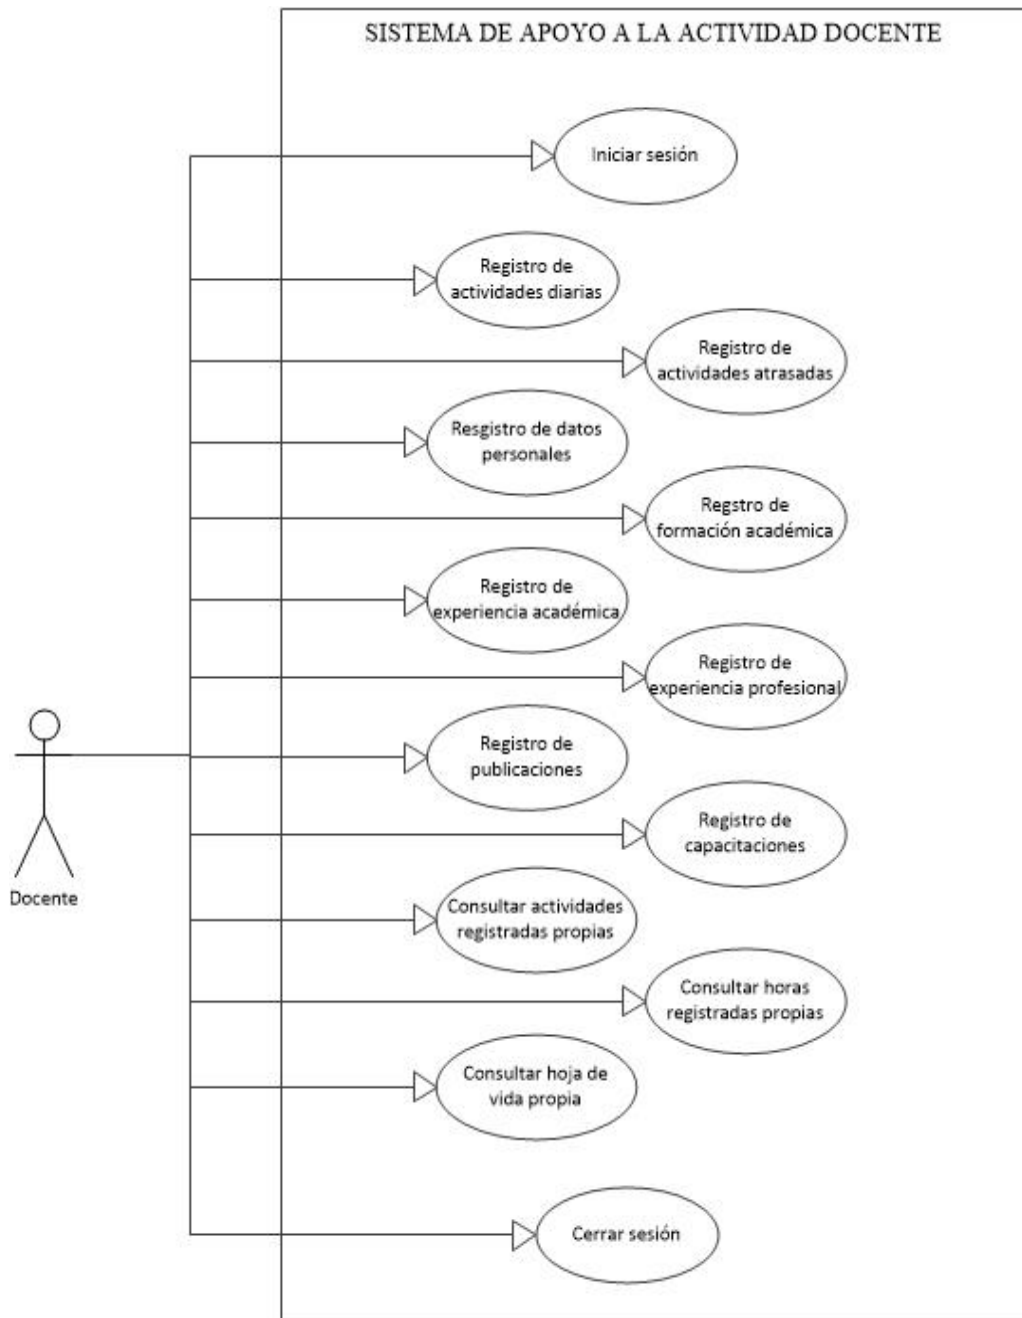 SISTEMA DE APOYO A LA ACTIVIDAD DOCENTE
Iniciar sesión
Registro de
actividades diarias
Registro de
actividades atrasadas
Resgistro de datos
personales
Regstro de
formación académica
Registro de
experiencia académica
Registro de
experiencia profesional
Registro de
publicaciones
Registro de
capacitaciones
Docente
Consultar actividades
registradas propias
Consultar horas
registradas propias
Consultar hoja de
vida propia
Cerrar sesión